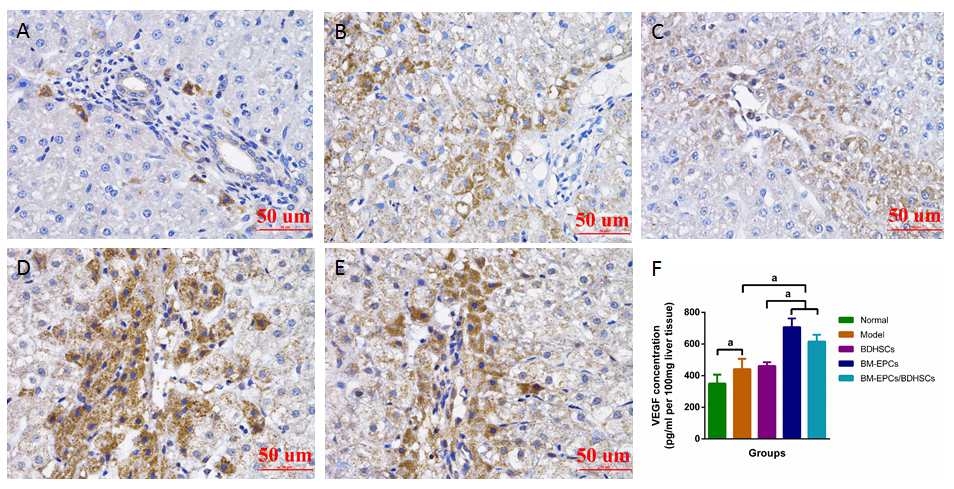 A
B
C
50 um
50 um
50 um
D
E
F
50 um
50 um
a
a
a
800
600
400
200
0
VEGF concentration
(pg/ml per 100mg liver tissue)
Groups
Normal
Model
BDHSCs
BM-EPCs
BM-EPCs/BDHSCs